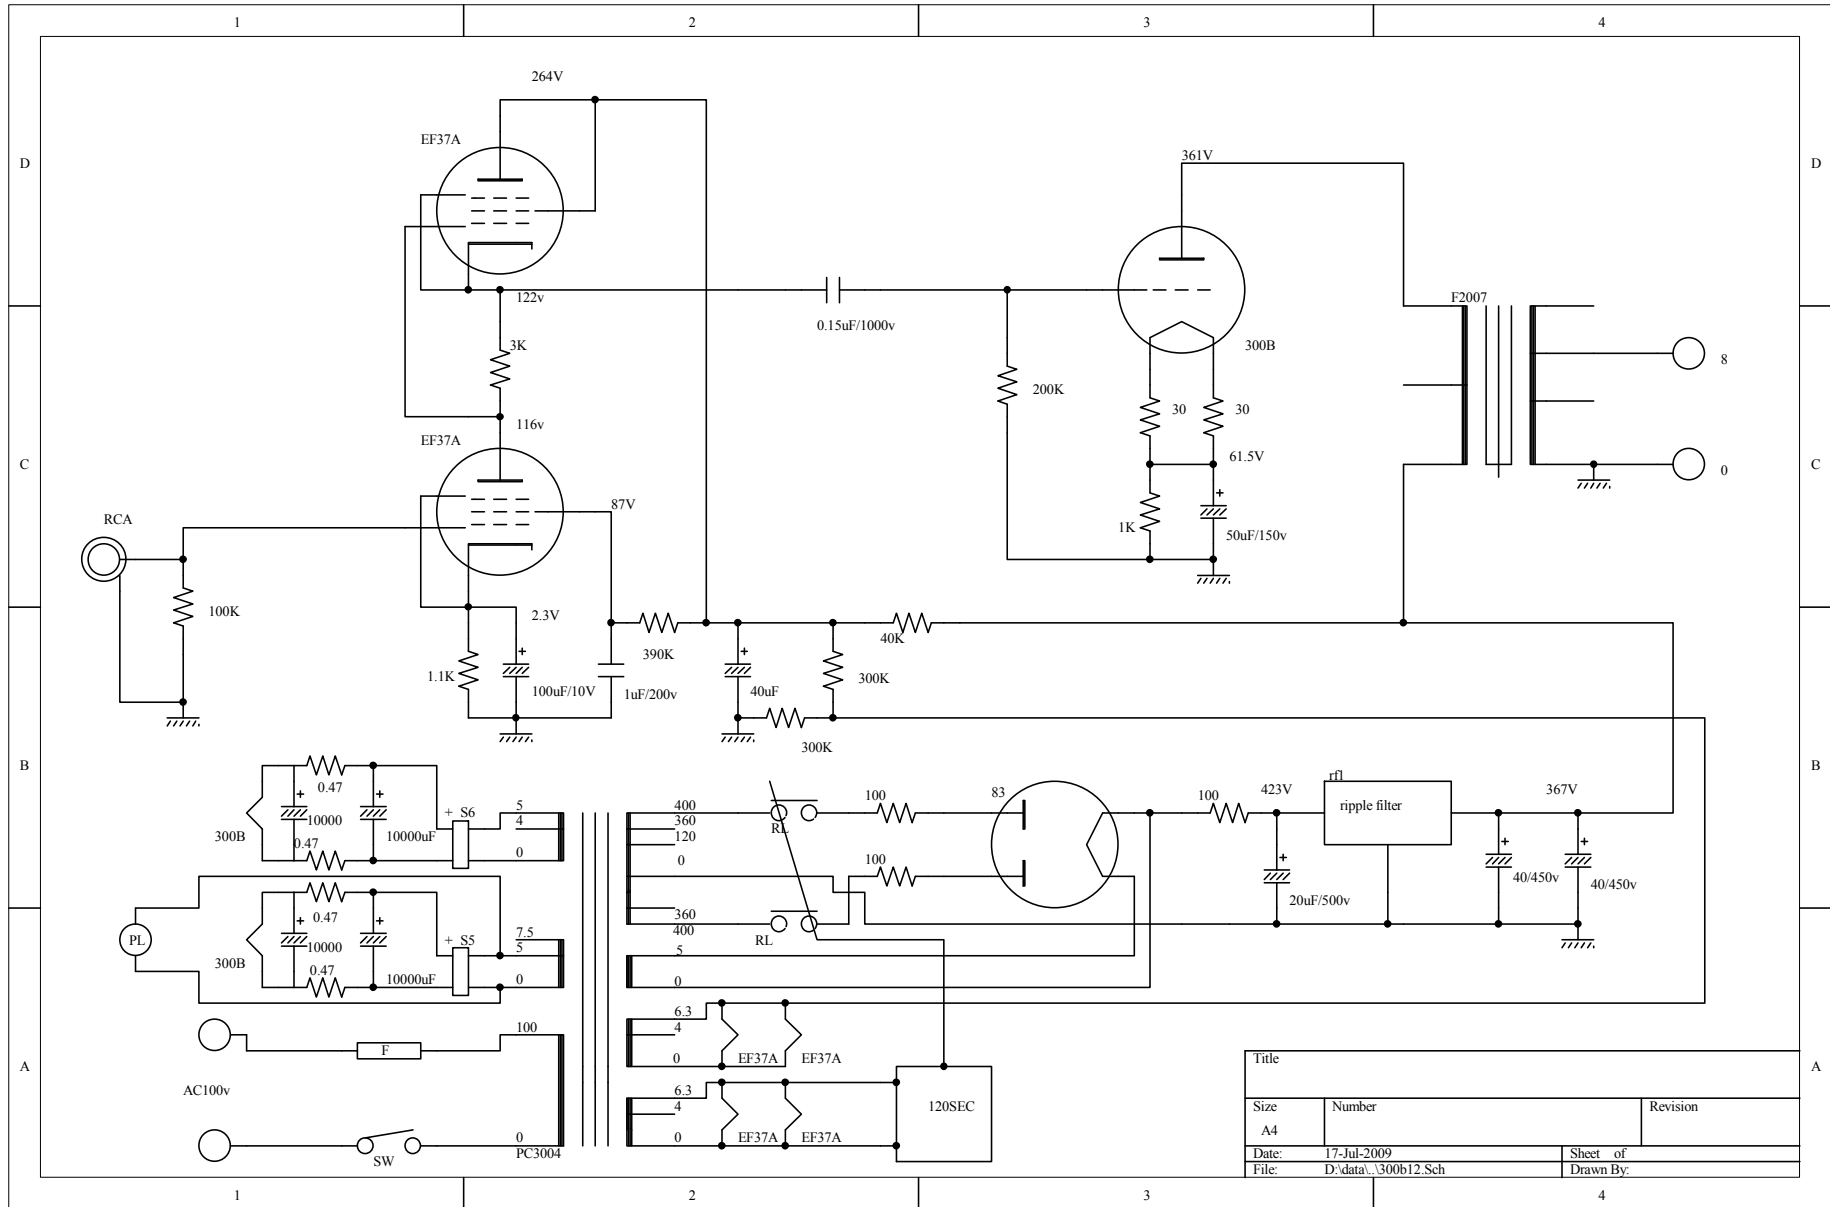 1 2 3 4
264V
EF37A
D D
361V
122v
F2007
0.15uF/1000v
3K
300B
8
200K
30 30
116v
EF37A
61.5V
C C
0
87V
RCA
1K
50uF/150v
100K
2.3V
40K
390K
1.1K
300K
100uF/10V
1uF/200v
40uF
300K
B B
rf1
0.47
+ S6
5
4
0
10000
10000uF
300B
0.47
400
360
120
0
RL
100
83
100
423V
ripple filter
367V
100
20uF/500v
40/450v
40/450v
0.47
+ S5
7.5
5
0
PL
10000
10000uF
300B
0.47
360
400
RL
5
0
100
F
6.3
4
0
EF37A EF37A
A A
AC100v
6.3
4
0
EF37A EF37A
120SEC
0
PC3004
SW
Title
Size
A4
Number
Revision
Date: 17-Jul-2009
Sheet of
File: D:\data\..\300b12.Sch
Drawn By:
1 2 3 4